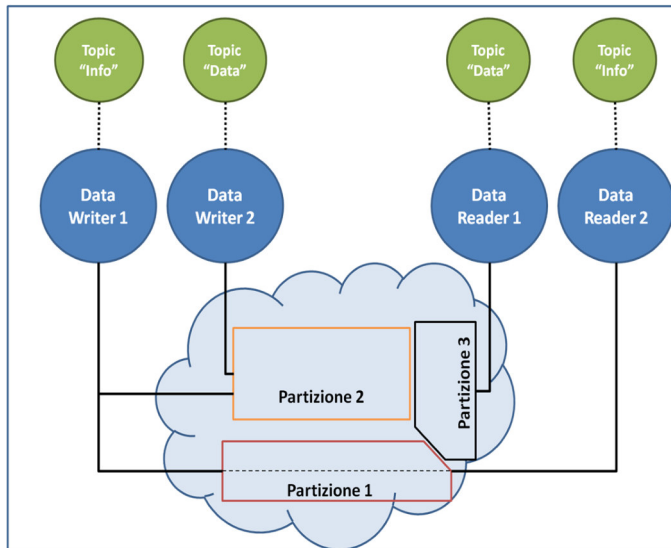 Topic
“Info”
Topic
“Data”
Topic
“Data”
Topic
“Info”
Data
Writer 1
Data
Writer 2
Data
Reader 1
Data
Reader 2
Partizione 2
Partizione 3
Partizione 1